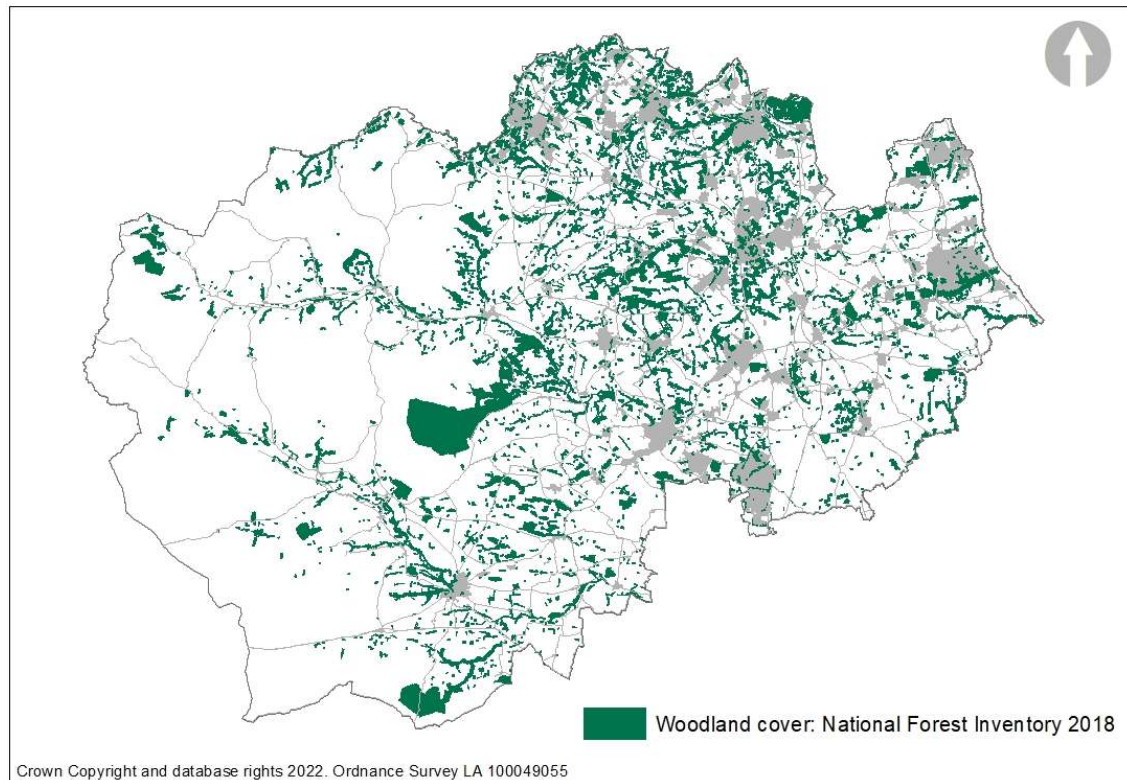 Woodland cover: National Forest Inventory 2018
Crown Copyright and database rights 2022. Ordnance Survey LA 100049055